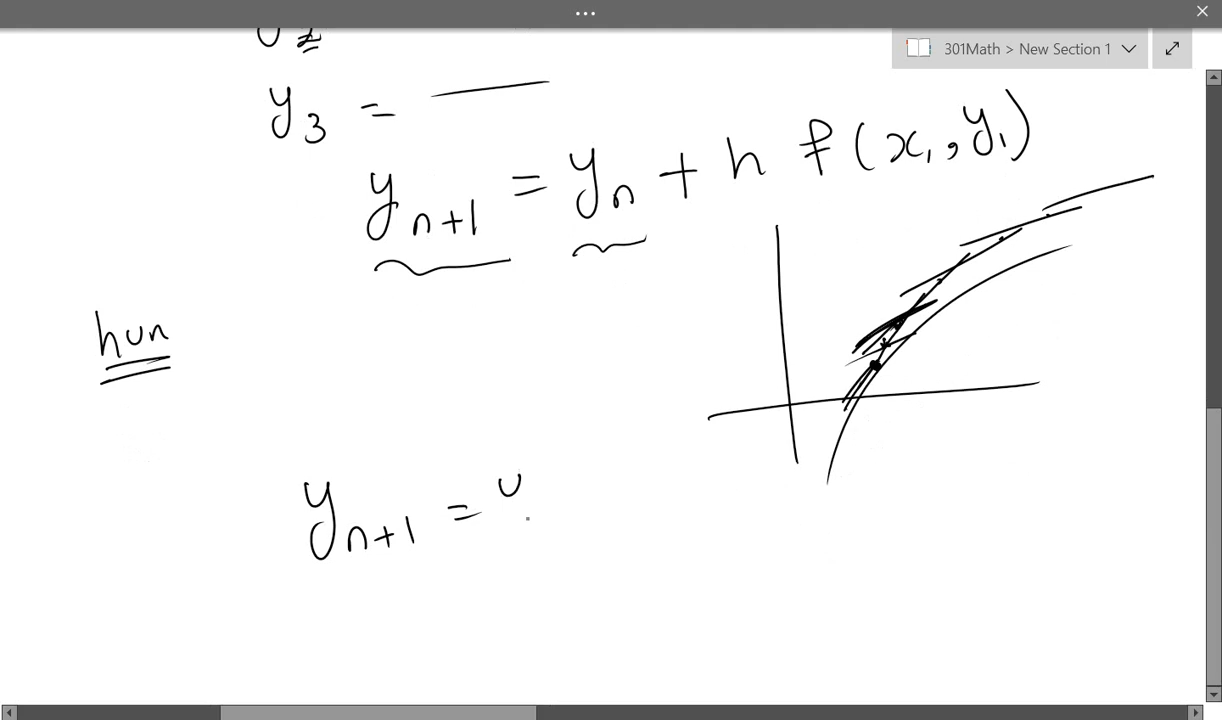 301Math > New Section 1
y₃ =
yₙ₊₁ = yₙ + h f(x₁, y₁)
hun
yₙ₊₁ =